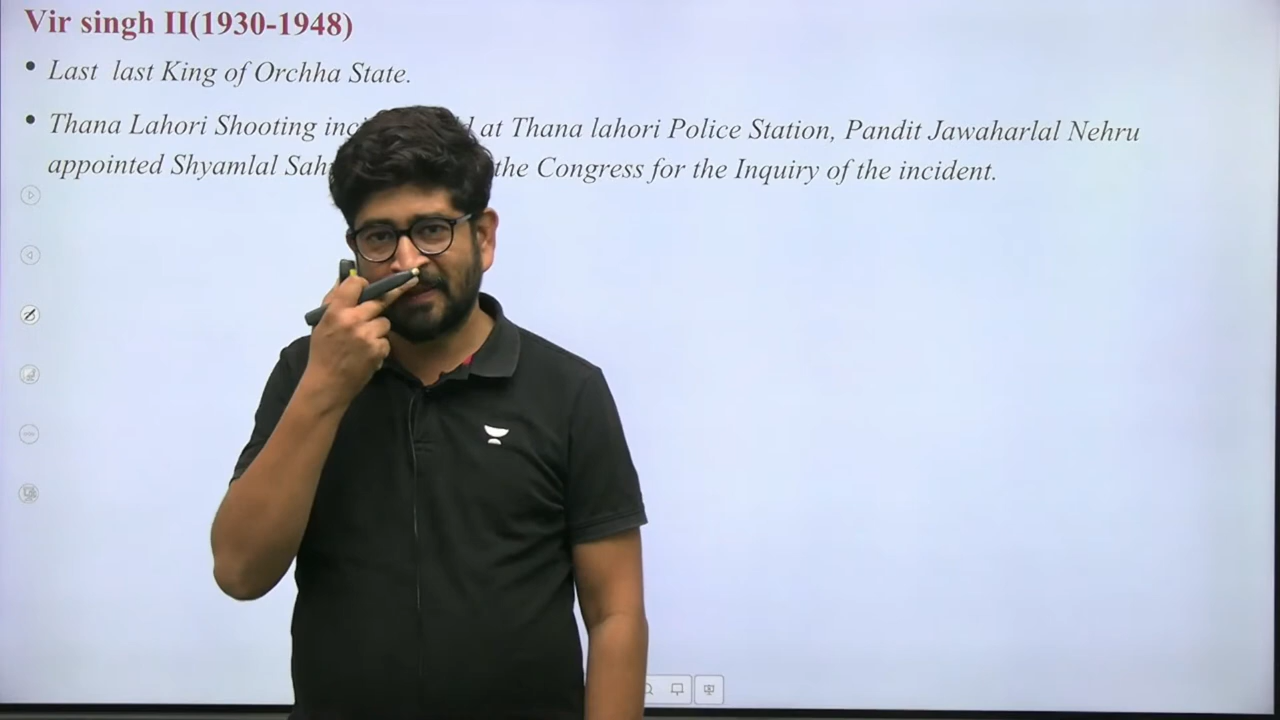 Vir singh II(1930-1948)
• Last last King of Orchha State.
• Thana Lahori Shooting inci d at Thana lahori Police Station, Pandit Jawaharlal Nehru
appointed Shyamlal Sah the Congress for the Inquiry of the incident.